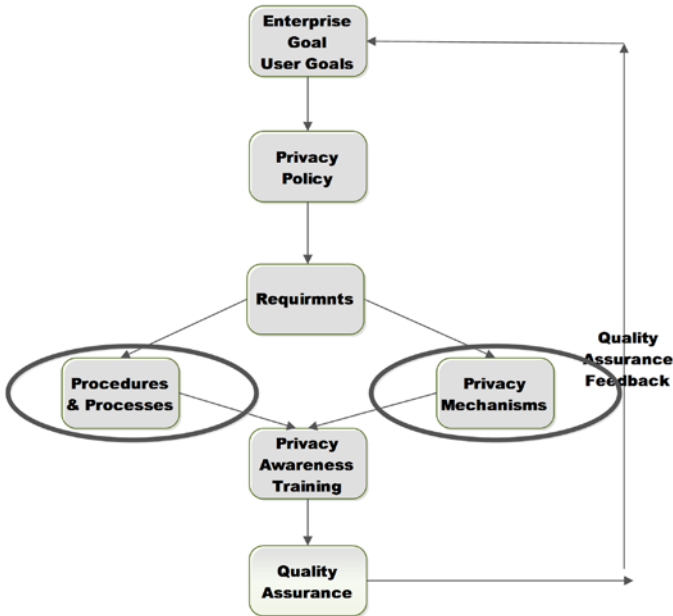 Enterprise
Goal
User Goals
Privacy
Policy
Requirmnts
Quality
Assurance
Feedback
Procedures
& Processes
Privacy
Mechanisms
Privacy
Awareness
Training
Quality
Assurance